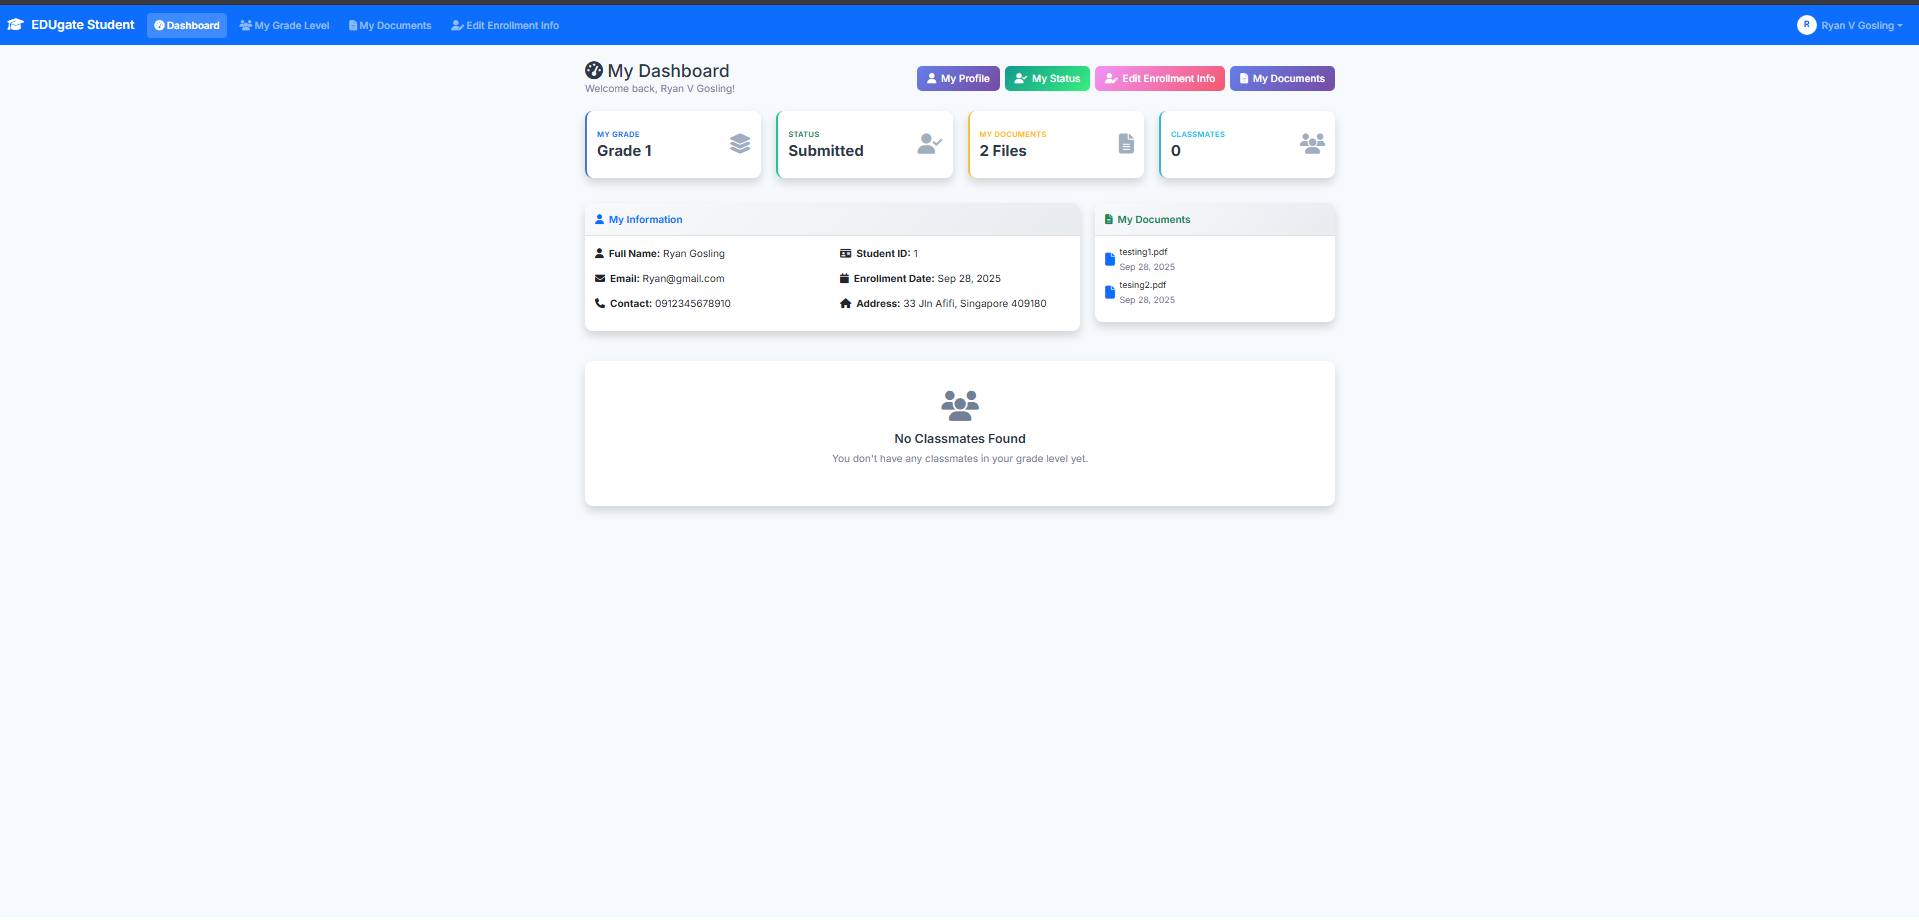 EDUgate Student Dashboard My Grade Level My Documents Edit Enrollment Info R Ryan V Gosling
My Dashboard
Welcome back, Ryan V Gosling!
My Profile My Status Edit Enrollment Info My Documents
MY GRADE
Grade 1
STATUS
Submitted
MY DOCUMENTS
2 Files
CLASSMATES
0
My Information
Full Name: Ryan Gosling
Student ID: 1
Email: Ryan@gmail.com
Enrollment Date: Sep 28, 2025
Contact: 0912345678910
Address: 33 Jln Afifi, Singapore 409180
My Documents
testing1.pdf
Sep 28, 2025
tesing2.pdf
Sep 28, 2025
No Classmates Found
You don't have any classmates in your grade level yet.